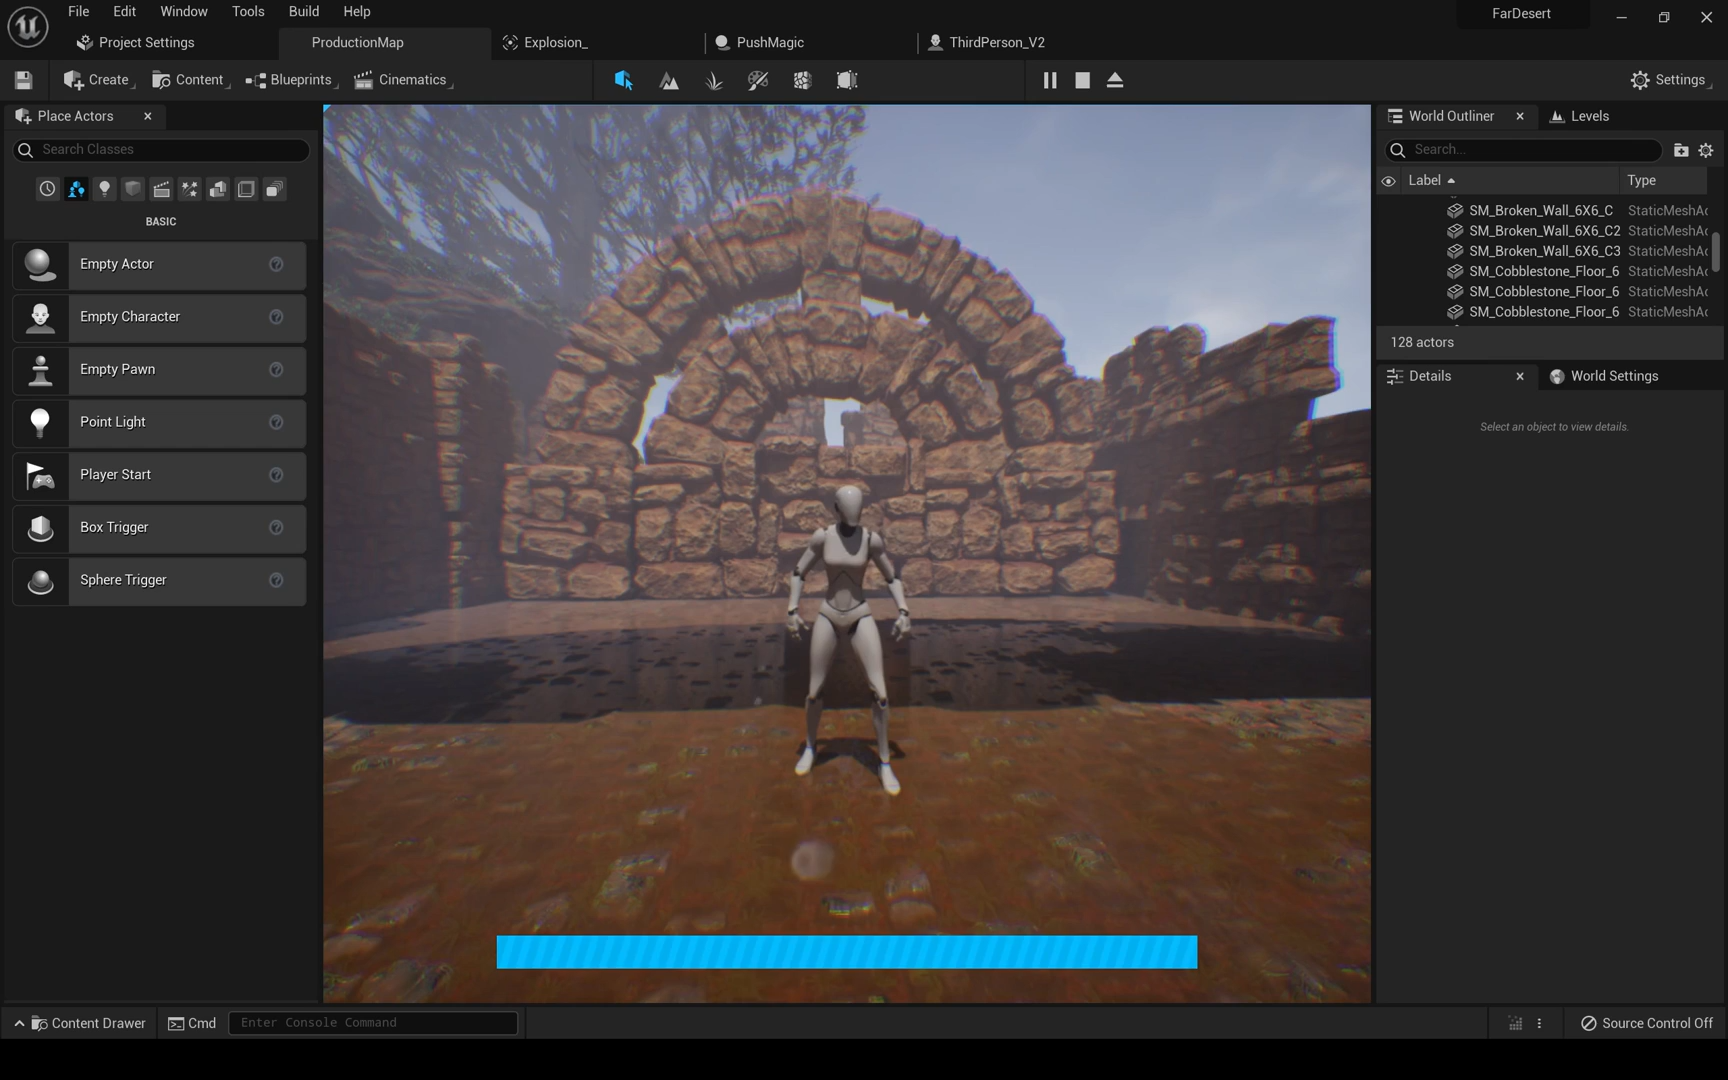 File Edit Window Tools Build Help FarDesert
Project Settings ProductionMap Explosion_ PushMagic ThirdPerson_V2
Create Content Blueprints Cinematics Settings
Place Actors
Search Classes
BASIC
Empty Actor
Empty Character
Empty Pawn
Point Light
Player Start
Box Trigger
Sphere Trigger
World Outliner Levels
Search...
Label Type
SM_Broken_Wall_6X6_C StaticMeshAc
SM_Broken_Wall_6X6_C2 StaticMeshAc
SM_Broken_Wall_6X6_C3 StaticMeshAc
SM_Cobblestone_Floor_6 StaticMeshAc
SM_Cobblestone_Floor_6 StaticMeshAc
SM_Cobblestone_Floor_6 StaticMeshAc
128 actors
Details World Settings
Select an object to view details.
Content Drawer Cmd Enter Console Command Source Control Off